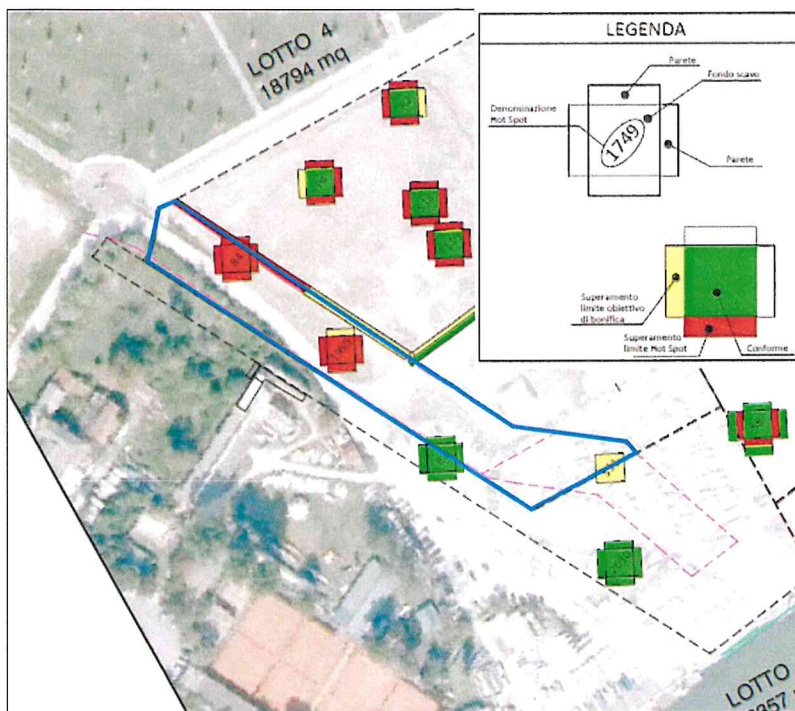 LOTTO 4
18794 mq
LEGENDA
Parete
Fondo scavo
Denominazione
Hot Spot
1749
Parete
Superamento
limite obiettivo
di bonifica
Superamento
limite Hot Spot
Conforme
84
LOTTO